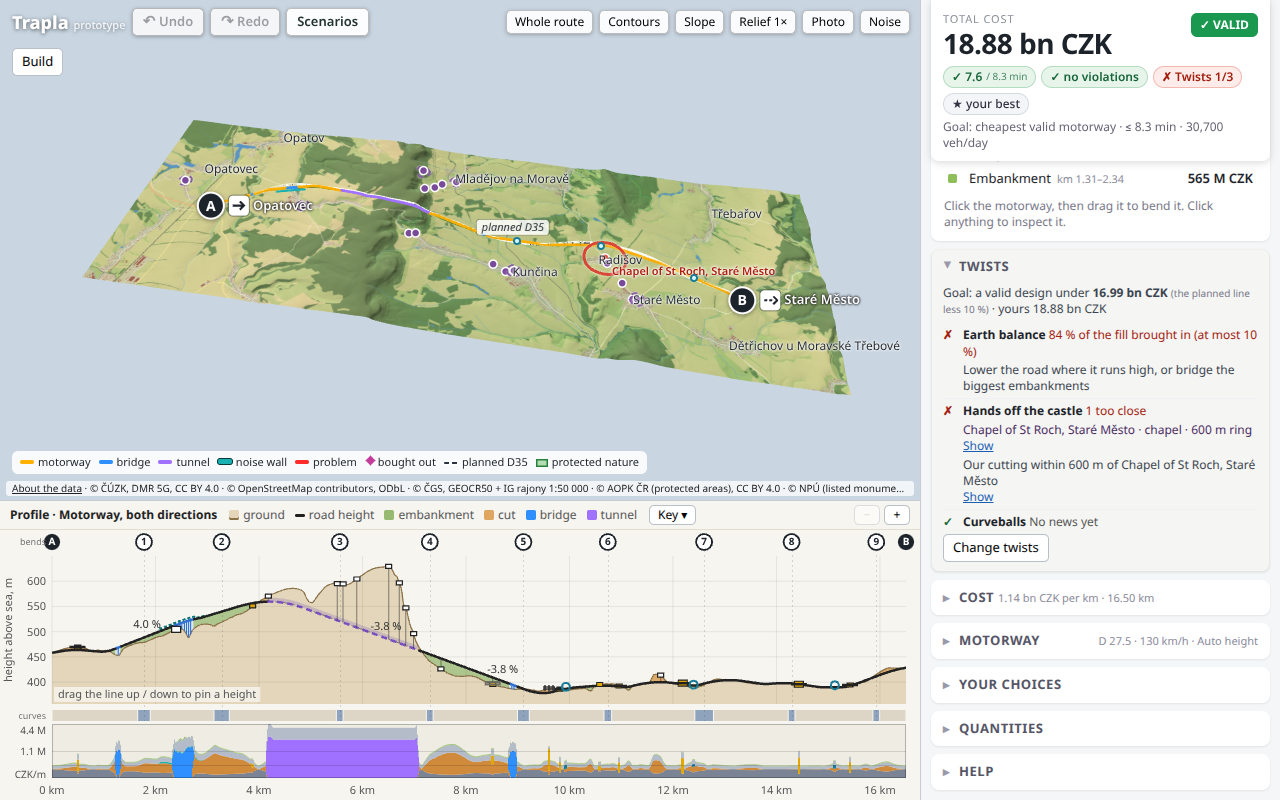 Trapla prototype
↶ Undo
↷ Redo
Scenarios
Whole route
Contours
Slope
Relief 1×
Photo
Noise
Build
Opatov
Opatovec
Mladějov na Moravě
A
Opatovec
Třebařov
planned D35
Radišov
Chapel of St Roch, Staré Město
Kunčina
Staré Město
B
Staré Město
Dětřichov u Moravské Třebové
motorway
bridge
tunnel
noise wall
problem
bought out
planned D35
protected nature
About the data · © ČÚZK, DMR 5G, CC BY 4.0 · © OpenStreetMap contributors, ODbL · © ČGS, GEOCR50 + IG rajony 1:50 000 · © AOPK ČR (protected areas), CC BY 4.0 · © NPÚ (listed monume...
Profile · Motorway, both directions
ground
road height
embankment
cut
bridge
tunnel
Key ▾
−
+
bends
A 1 2 3 4 5 6 7 8 9 B
height above sea, m
600
550
500
450
400
4.0 %
-3.8 %
-3.8 %
drag the line up / down to pin a height
curves
4.4 M
1.1 M
CZK/m
0 km
2 km
4 km
6 km
8 km
10 km
12 km
14 km
16 km
TOTAL COST
18.88 bn CZK
✓ VALID
✓ 7.6 / 8.3 min
✓ no violations
✗ Twists 1/3
★ your best
Goal: cheapest valid motorway · ≤ 8.3 min · 30,700
veh/day
Embankment km 1.31–2.34
565 M CZK
Click the motorway, then drag it to bend it. Click
anything to inspect it.
▼ TWISTS
Goal: a valid design under 16.99 bn CZK (the planned line
less 10 %) · yours 18.88 bn CZK
✗ Earth balance 84 % of the fill brought in (at most 10
%)
Lower the road where it runs high, or bridge the
biggest embankments
✗ Hands off the castle 1 too close
Chapel of St Roch, Staré Město · chapel · 600 m ring
Show
Our cutting within 600 m of Chapel of St Roch, Staré
Město
Show
✓ Curveballs No news yet
Change twists
▶ COST 1.14 bn CZK per km · 16.50 km
▶ MOTORWAY
D 27.5 · 130 km/h · Auto height
▶ YOUR CHOICES
▶ QUANTITIES
▶ HELP